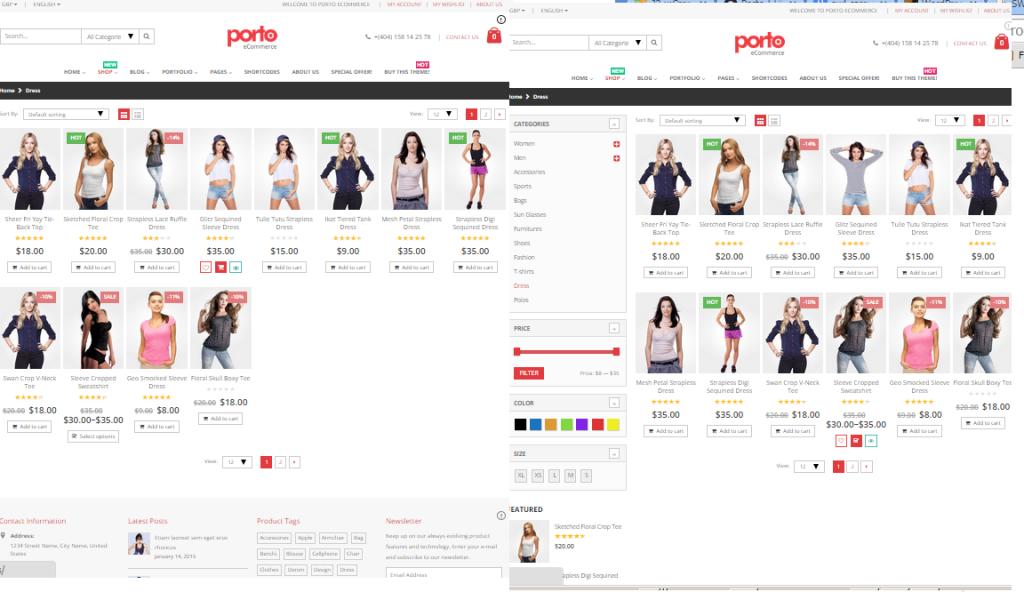 GBP
ENGLISH
WELCOME TO PORTO ECOMMERCE | MY ACCOUNT | MY WISHLIST | ABOUT US
Search...
All Categorie
porto
eCommerce
+(404) 158 14 25 78 | CONTACT US
0
NEW
HOT
HOME SHOP BLOG PORTFOLIO PAGES SHORTCODES ABOUT US SPECIAL OFFER! BUY THIS THEME!
Home > Dress
Sort By: Default sorting
View: 12 1 2
HOT -14% HOT HOT
Sheer Fri Yay Tie-Back Top
$18.00
Add to cart
Sketched Floral Crop Tee
$20.00
Add to cart
Strapless Lace Ruffle Dress
$35.00 $30.00
Add to cart
Glitz Sequined Sleeve Dress
$35.00
Tulle Tutu Strapless Dress
$15.00
Add to cart
Ikat Tiered Tank Dress
$9.00
Add to cart
Mesh Petal Strapless Dress
$35.00
Add to cart
Strapless Digi Sequined Dress
$35.00
Add to cart
-10% SALE -11% -10%
Swan Crop V-Neck Tee
$20.00 $18.00
Add to cart
Sleeve Cropped Sweatshirt
$35.00
$30.00–$35.00
Select options
Geo Smocked Sleeve Dress
$9.00 $8.00
Add to cart
Floral Skull Boxy Tee
$20.00 $18.00
Add to cart
View: 12 1 2
Contact Information
Address:
1234 Street Name, City Name, United States
Latest Posts
Etiam laoreet sem eget eros rhoncus
January 14, 2015
Product Tags
Accessories Apple Armchair Bag
Benchs Blouse Cellphone Chair
Clothes Denim Design Dress
Newsletter
Keep up on our always evolving product
features and technology. Enter your e-mail
and subscribe to our newsletter.
Email Address
GBP
ENGLISH
WELCOME TO PORTO ECOMMERCE | MY ACCOUNT | MY WISHLIST | ABOUT US
Search...
All Categorie
porto
eCommerce
+(404) 158 14 25 78 | CONTACT US
0
NEW
HOT
HOME SHOP BLOG PORTFOLIO PAGES SHORTCODES ABOUT US SPECIAL OFFER! BUY THIS THEME!
Home > Dress
CATEGORIES
Women
Men
Accessories
Sports
Bags
Sun Glasses
Furnitures
Shoes
Fashion
T-shirts
Dress
Polos
PRICE
FILTER
Price: $8 — $35
COLOR
SIZE
XL XS L M S
FEATURED
Sketched Floral Crop Tee
$20.00
Strapless Digi Sequined
Sort By: Default sorting
View: 12 1 2
HOT -14% HOT
Sheer Fri Yay Tie-Back Top
$18.00
Add to cart
Sketched Floral Crop Tee
$20.00
Add to cart
Strapless Lace Ruffle Dress
$35.00 $30.00
Add to cart
Glitz Sequined Sleeve Dress
$35.00
Add to cart
Tulle Tutu Strapless Dress
$15.00
Add to cart
Ikat Tiered Tank Dress
$9.00
Add to cart
HOT -10% SALE -11% -10%
Mesh Petal Strapless Dress
$35.00
Add to cart
Strapless Digi Sequined Dress
$35.00
Add to cart
Swan Crop V-Neck Tee
$20.00 $18.00
Add to cart
Sleeve Cropped Sweatshirt
$35.00
$30.00–$35.00
Geo Smocked Sleeve Dress
$9.00 $8.00
Add to cart
Floral Skull Boxy Tee
$20.00 $18.00
Add to cart
View: 12 1 2